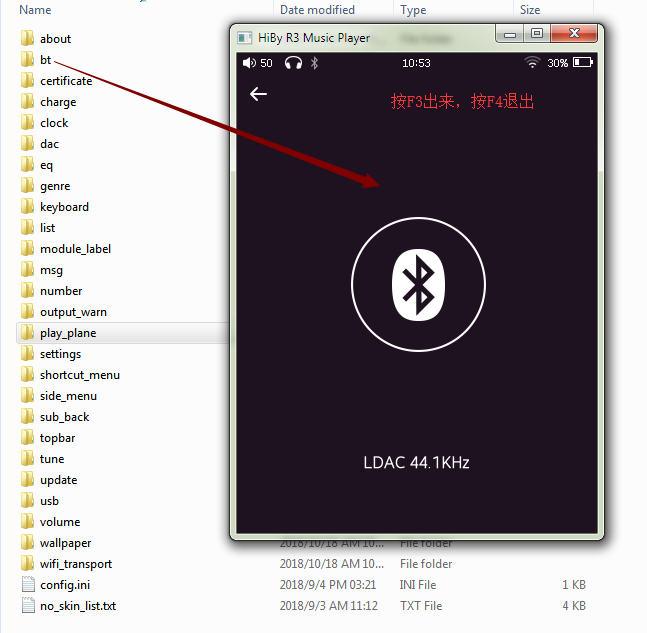 Name Date modified Type Size
about
bt
certificate
charge
clock
dac
eq
genre
keyboard
list
module_label
msg
number
output_warn
play_plane
settings
shortcut_menu
side_menu
sub_back
topbar
tune
update
usb
volume
wallpaper 2018/10/18 AM 10... File folder
wifi_transport 2018/10/18 AM 10... File folder
config.ini 2018/9/4 PM 03:21 INI File 1 KB
no_skin_list.txt 2018/9/3 AM 11:12 TXT File 4 KB
HiBy R3 Music Player
50 10:53 30%
按F3出来，按F4退出
LDAC 44.1KHz